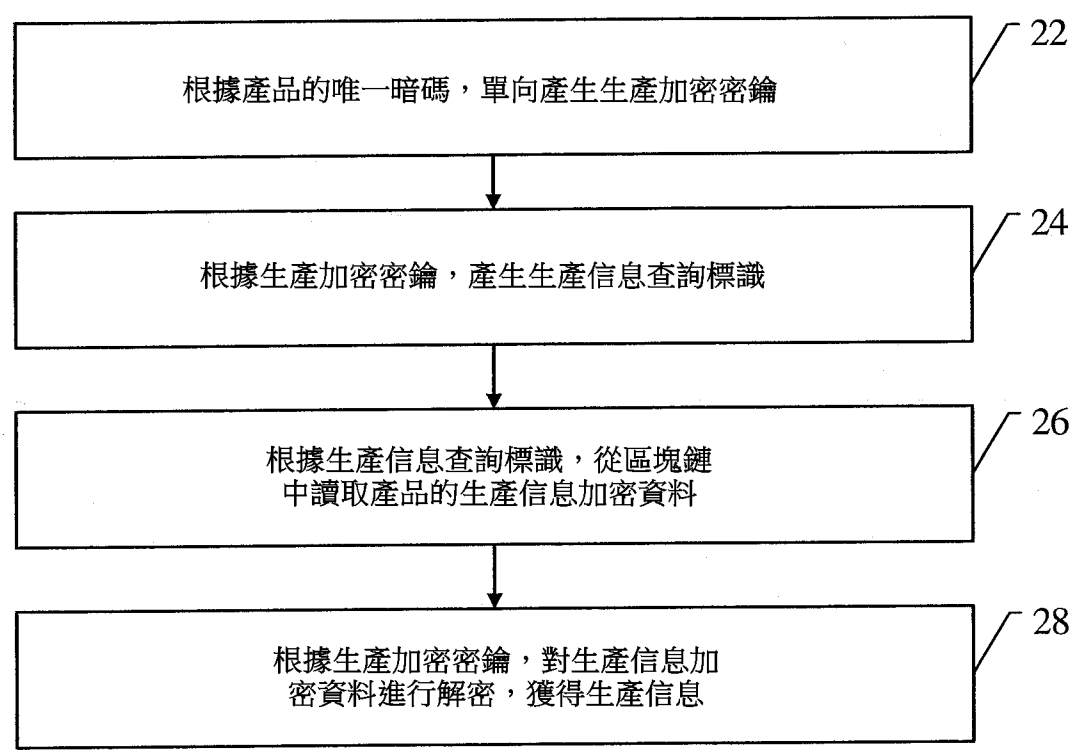 根據產品的唯一暗碼，單向產生生產加密密鑰
22
根據生產加密密鑰，產生生產信息查詢標識
24
根據生產信息查詢標識，從區塊鏈
中讀取產品的生產信息加密資料
26
根據生產加密密鑰，對生產信息加
密資料進行解密，獲得生產信息
28